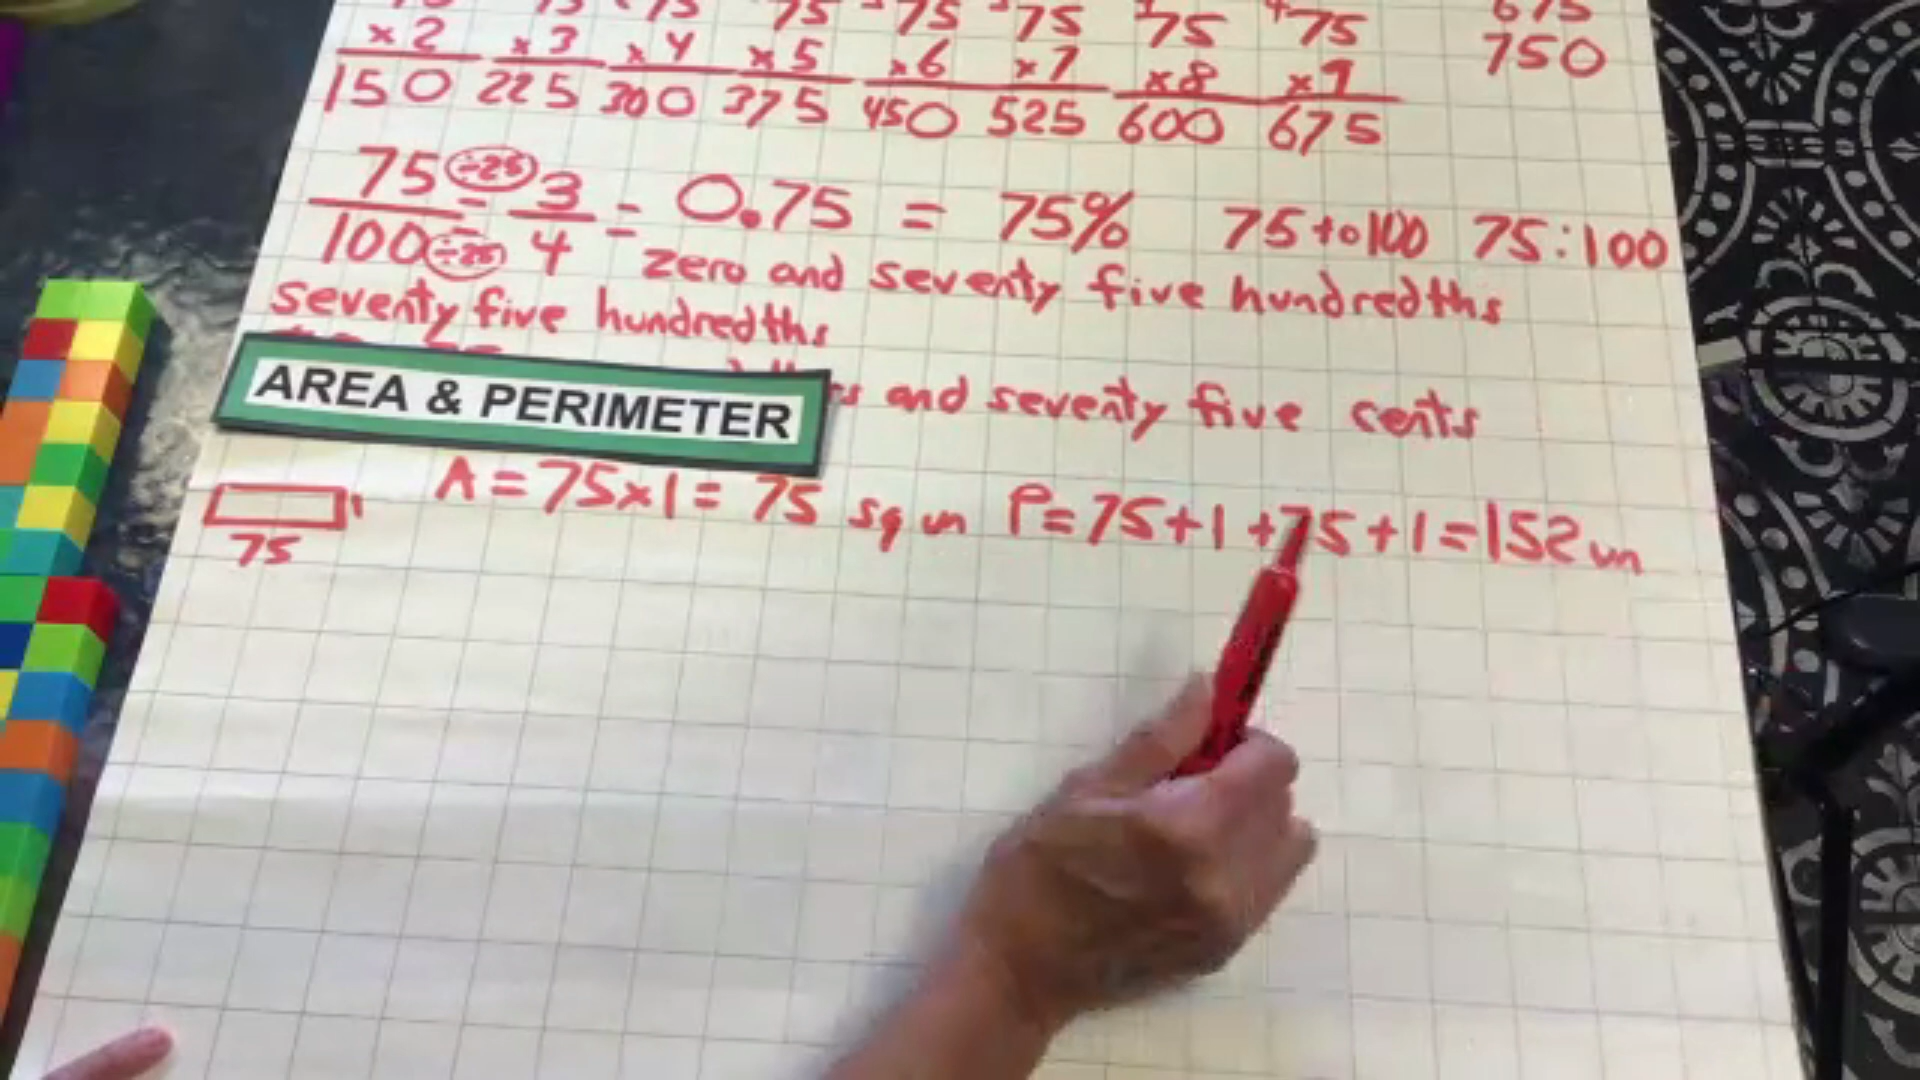 75 75 75 75 75 75 75 675
x2 x3 x4 x5 x6 x7 x8 x9 750
150 225 300 375 450 525 600 675
75 ÷25 = 3 = 0.75 = 75% 75 to 100 75:100
100 ÷25 4 zero and seventy five hundredths
seventy five hundredths
and seventy five cents
AREA & PERIMETER
A = 75x1 = 75 sq un P= 75+1+75+1=152 un
1
75